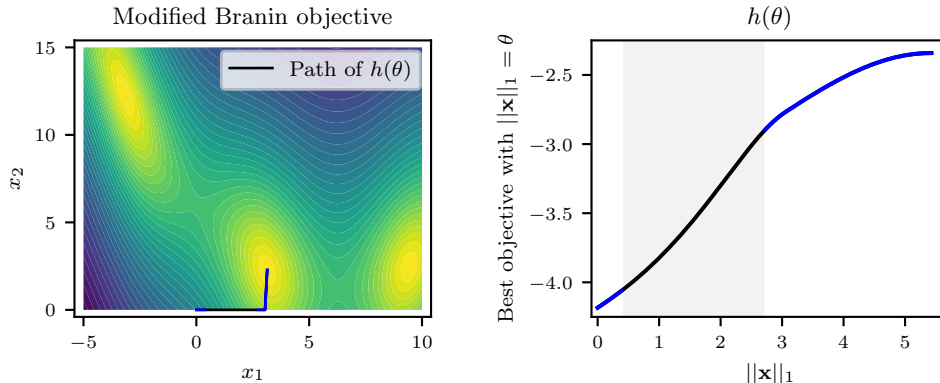 Modified Branin objective
Path of h(θ)
15
10
5
0
x₂
−5
0
5
10
x₁
h(θ)
Best objective with ||𝐱||₁ = θ
−2.5
−3.0
−3.5
−4.0
0
1
2
3
4
5
||𝐱||₁